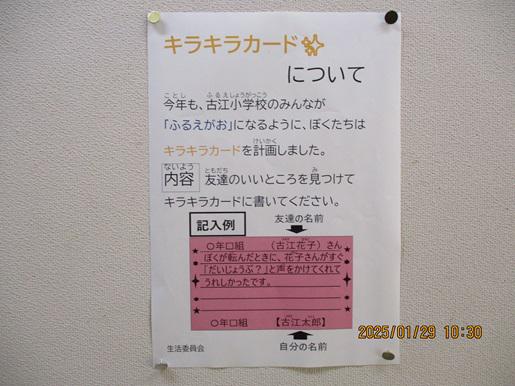 キラキラカード
について
今年も、古江小学校のみんなが
「ふるえがお」になるように、ぼくたちは
キラキラカードを計画しました。
内容 友達のいいところを見つけて
キラキラカードに書いてください。
記入例
友達の名前
〇年口組 (古江花子)さん
ぼくが転んだときに、花子さんがすぐ
「だいじょうぶ?」と声をかけてくれて
うれしかったです。
〇年口組 【古江太郎】
自分の名前
生活委員会
2025/01/29 10:30